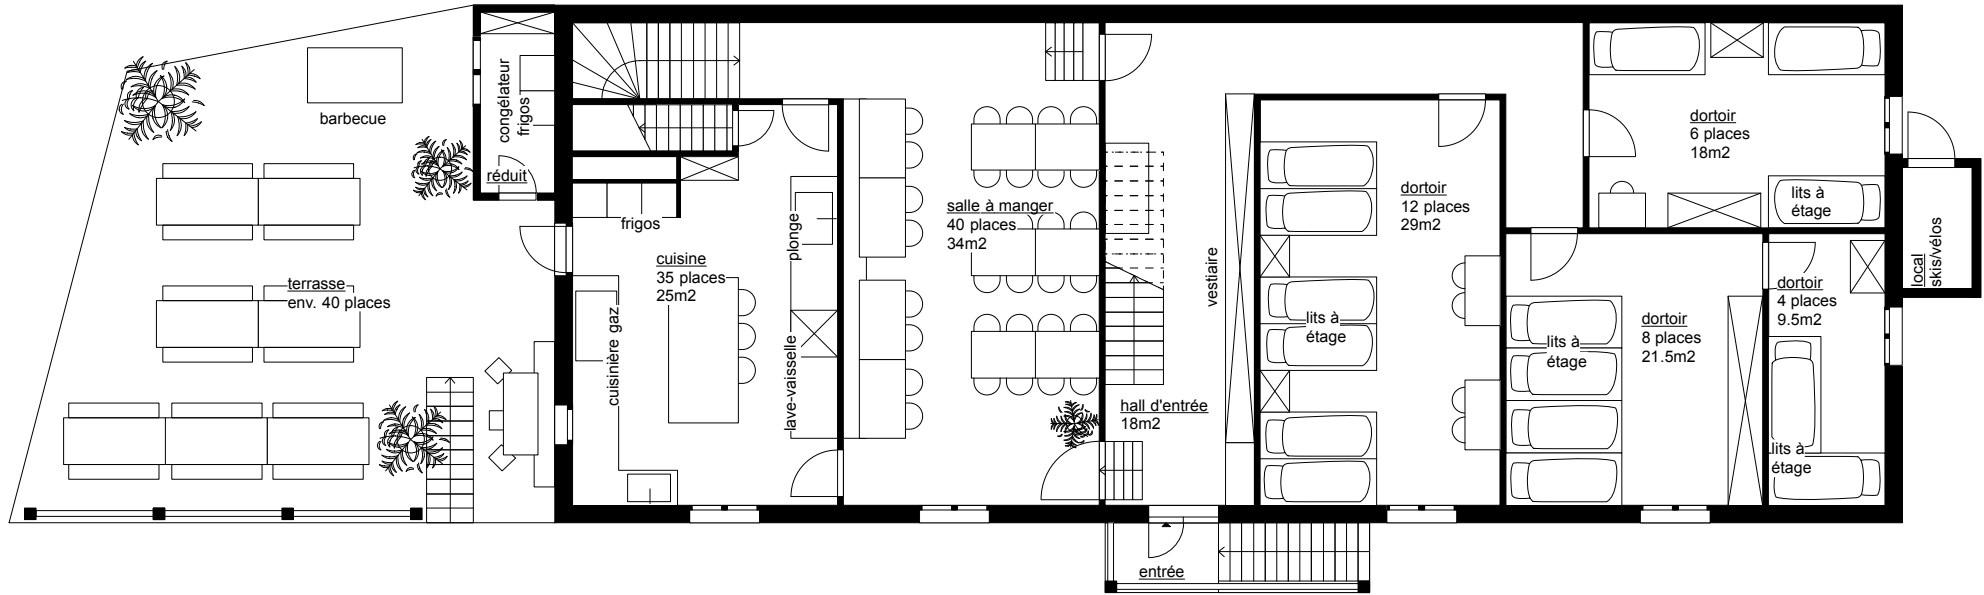 barbecue
congélateur
frigos
réduit
terrasse
env. 40 places
frigos
cuisine
35 places
25m2
cuisinière gaz
plonge
lave-vaisselle
salle à manger
40 places
34m2
hall d'entrée
18m2
vestiaire
entrée
dortoir
12 places
29m2
lits à
étage
dortoir
6 places
18m2
lits à
étage
dortoir
8 places
21.5m2
lits à
étage
dortoir
4 places
9.5m2
lits à
étage
local
skis/vélos